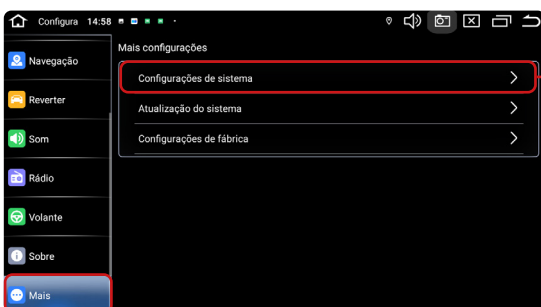 Configura 14:58
Mais configurações
Navegação
Configurações de sistema
Reverter
Atualização do sistema
Som
Configurações de fábrica
Rádio
Volante
Sobre
Mais